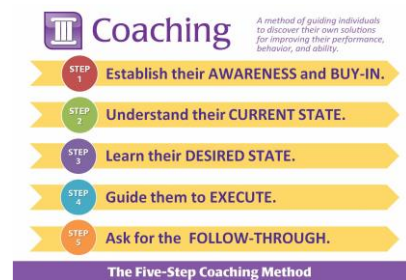 Coaching
A method of guiding individuals
to discover their own solutions
for improving their performance,
behavior, and ability.
STEP
1
Establish their AWARENESS and BUY-IN.
STEP
2
Understand their CURRENT STATE.
STEP
3
Learn their DESIRED STATE.
STEP
4
Guide them to EXECUTE.
STEP
5
Ask for the FOLLOW-THROUGH.
The Five-Step Coaching Method